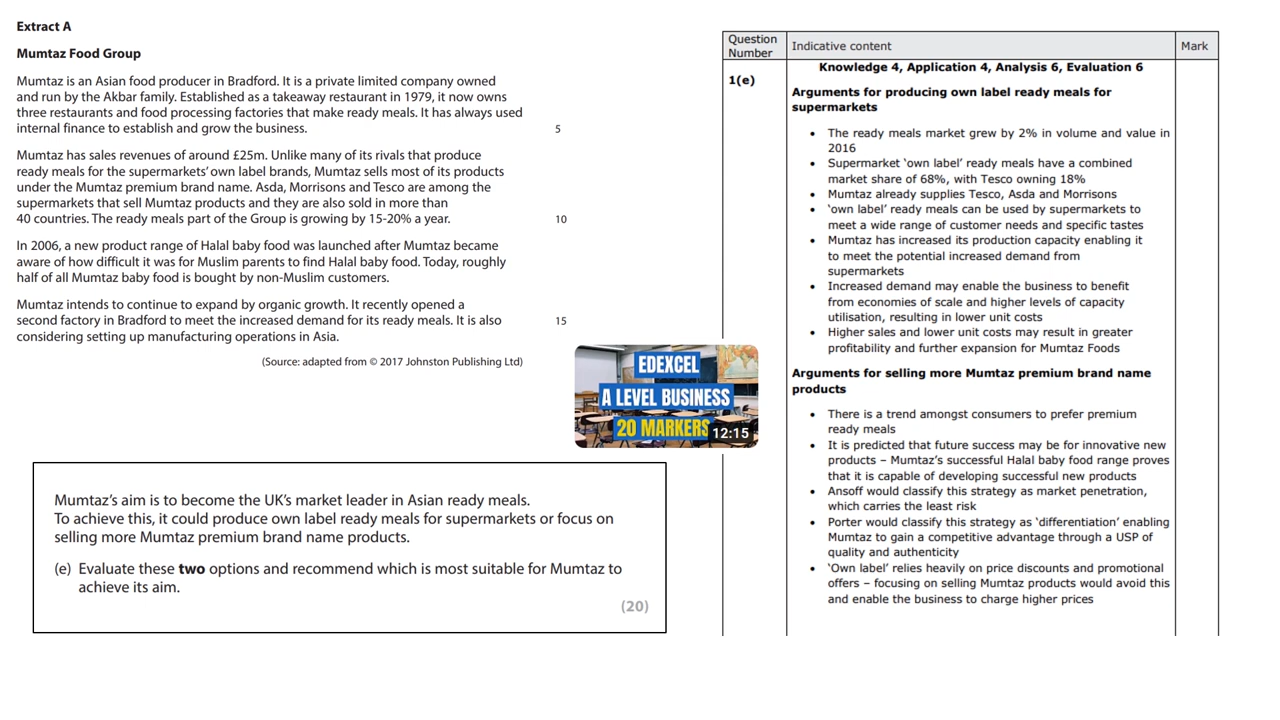 Extract A
Mumtaz Food Group
Mumtaz is an Asian food producer in Bradford. It is a private limited company owned
and run by the Akbar family. Established as a takeaway restaurant in 1979, it now owns
three restaurants and food processing factories that make ready meals. It has always used
internal finance to establish and grow the business.
5
Mumtaz has sales revenues of around £25m. Unlike many of its rivals that produce
ready meals for the supermarkets' own label brands, Mumtaz sells most of its products
under the Mumtaz premium brand name. Asda, Morrisons and Tesco are among the
supermarkets that sell Mumtaz products and they are also sold in more than
40 countries. The ready meals part of the Group is growing by 15-20% a year.
10
In 2006, a new product range of Halal baby food was launched after Mumtaz became
aware of how difficult it was for Muslim parents to find Halal baby food. Today, roughly
half of all Mumtaz baby food is bought by non-Muslim customers.
Mumtaz intends to continue to expand by organic growth. It recently opened a
second factory in Bradford to meet the increased demand for its ready meals. It is also
15
considering setting up manufacturing operations in Asia.
(Source: adapted from © 2017 Johnston Publishing Ltd)
EDEXCEL
A LEVEL BUSINESS
20 MARKERS
12:15
Mumtaz's aim is to become the UK's market leader in Asian ready meals.
To achieve this, it could produce own label ready meals for supermarkets or focus on
selling more Mumtaz premium brand name products.
(e) Evaluate these two options and recommend which is most suitable for Mumtaz to
achieve its aim.
(20)
Question
Number
Indicative content
Mark
1(e)
Knowledge 4, Application 4, Analysis 6, Evaluation 6
Arguments for producing own label ready meals for
supermarkets
• The ready meals market grew by 2% in volume and value in
2016
• Supermarket 'own label' ready meals have a combined
market share of 68%, with Tesco owning 18%
• Mumtaz already supplies Tesco, Asda and Morrisons
• 'own label' ready meals can be used by supermarkets to
meet a wide range of customer needs and specific tastes
• Mumtaz has increased its production capacity enabling it
to meet the potential increased demand from
supermarkets
• Increased demand may enable the business to benefit
from economies of scale and higher levels of capacity
utilisation, resulting in lower unit costs
• Higher sales and lower unit costs may result in greater
profitability and further expansion for Mumtaz Foods
Arguments for selling more Mumtaz premium brand name
products
• There is a trend amongst consumers to prefer premium
ready meals
• It is predicted that future success may be for innovative new
products – Mumtaz's successful Halal baby food range proves
that it is capable of developing successful new products
• Ansoff would classify this strategy as market penetration,
which carries the least risk
• Porter would classify this strategy as 'differentiation' enabling
Mumtaz to gain a competitive advantage through a USP of
quality and authenticity
• 'Own label' relies heavily on price discounts and promotional
offers – focusing on selling Mumtaz products would avoid this
and enable the business to charge higher prices